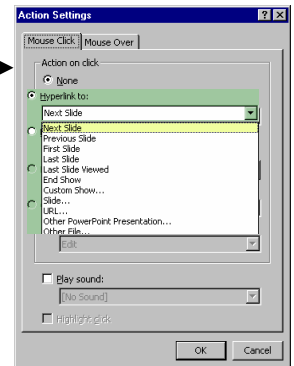 Action Settings
Mouse Click
Mouse Over
Action on click
None
Hyperlink to:
Next Slide
Next Slide
Previous Slide
First Slide
Last Slide
Last Slide Viewed
End Show
Custom Show...
Slide...
URL...
Other PowerPoint Presentation...
Other File...
Edit
Play sound:
[No Sound]
Highlight click
OK
Cancel